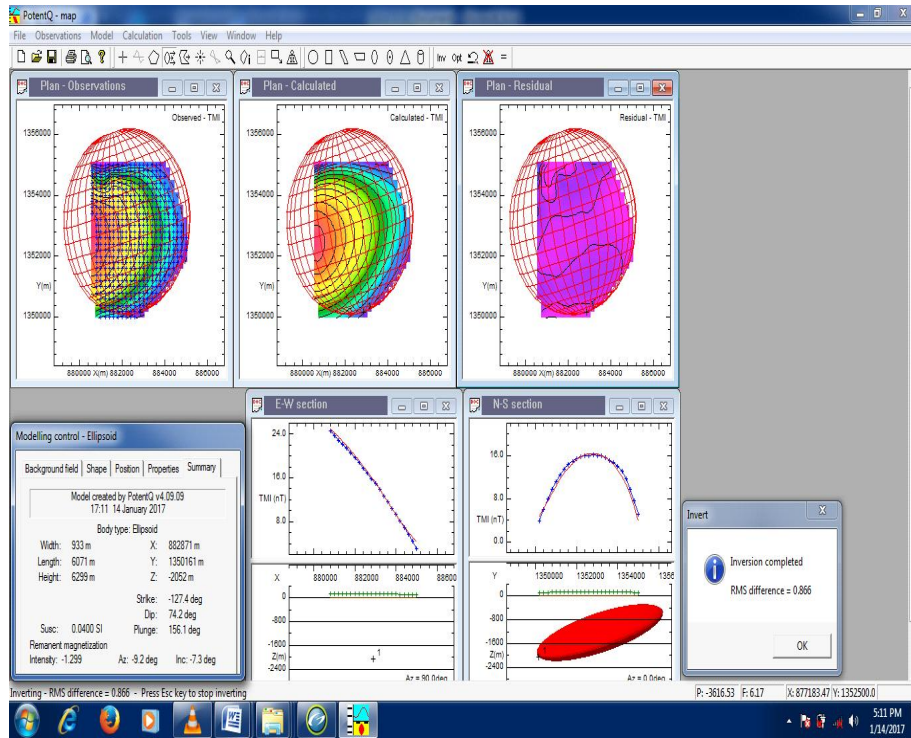 PotentQ - map
File Observations Model Calculation Tools View Window Help
Inv Opt
Plan - Observations
Observed - TMI
1356000
1354000
1352000
Y(m)
1350000
880000 X(m) 882000 884000 886000
Plan - Calculated
Calculated - TMI
1356000
1354000
1352000
Y(m)
1350000
880000 X(m) 882000 884000 886000
Plan - Residual
Residual - TMI
1356000
1354000
1352000
Y(m)
1350000
880000 X(m) 882000 884000 886000
E-W section
24.0
16.0
TMI (nT)
8.0
X 880000 882000 884000 88600
0
-800
-1600
Z(m)
-2400
1
Az = 90.0deg
N-S section
16.0
8.0
TMI (nT)
0.0
Y 1350000 1352000 1354000 1356
0
-800
-1600
Z(m)
-2400
Az = 0.0deg
Modelling control - Ellipsoid
Background field Shape Position Properties Summary
Model created by PotentQ v4.09.09
17:11 14 January 2017
Body type: Ellipsoid
Width: 933 m X: 882871 m
Length: 6071 m Y: 1350161 m
Height: 6299 m Z: -2052 m
Strike: -127.4 deg
Dip: 74.2 deg
Susc: 0.0400 SI Plunge: 156.1 deg
Remanent magnetization
Intensity: -1.299 Az: -9.2 deg Inc: -7.3 deg
Invert
Inversion completed
RMS difference = 0.866
OK
Inverting - RMS difference = 0.866 - Press Esc key to stop inverting
P: -3616.53 F: 6.17 X: 877183.47 Y: 1352500.0
5:11 PM
1/14/2017